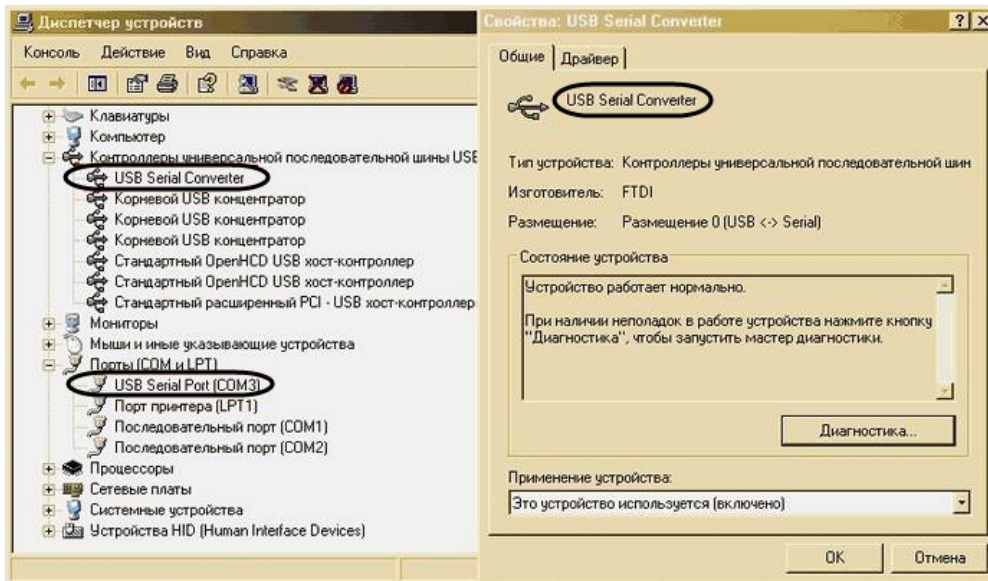 Диспетчер устройств
Консоль Действие Вид Справка
Клавиатуры
Компьютер
Контроллеры универсальной последовательной шины USB
USB Serial Converter
Корневой USB концентратор
Корневой USB концентратор
Корневой USB концентратор
Стандартный OpenHCD USB хост-контроллер
Стандартный OpenHCD USB хост-контроллер
Стандартный расширенный PCI - USB хост-контроллер
Мониторы
Мыши и иные указывающие устройства
Порты (COM и LPT)
USB Serial Port (COM3)
Порт принтера (LPT1)
Последовательный порт (COM1)
Последовательный порт (COM2)
Процессоры
Сетевые платы
Системные устройства
Устройства HID (Human Interface Devices)
Свойства: USB Serial Converter
Общие Драйвер
USB Serial Converter
Тип устройства: Контроллеры универсальной последовательной шин
Изготовитель: FTDI
Размещение: Размещение 0 (USB <-> Serial)
Состояние устройства
Устройство работает нормально.
При наличии неполадок в работе устройства нажмите кнопку
"Диагностика", чтобы запустить мастер диагностики.
Диагностика...
Применение устройства:
Это устройство используется (включено)
OK Отмена